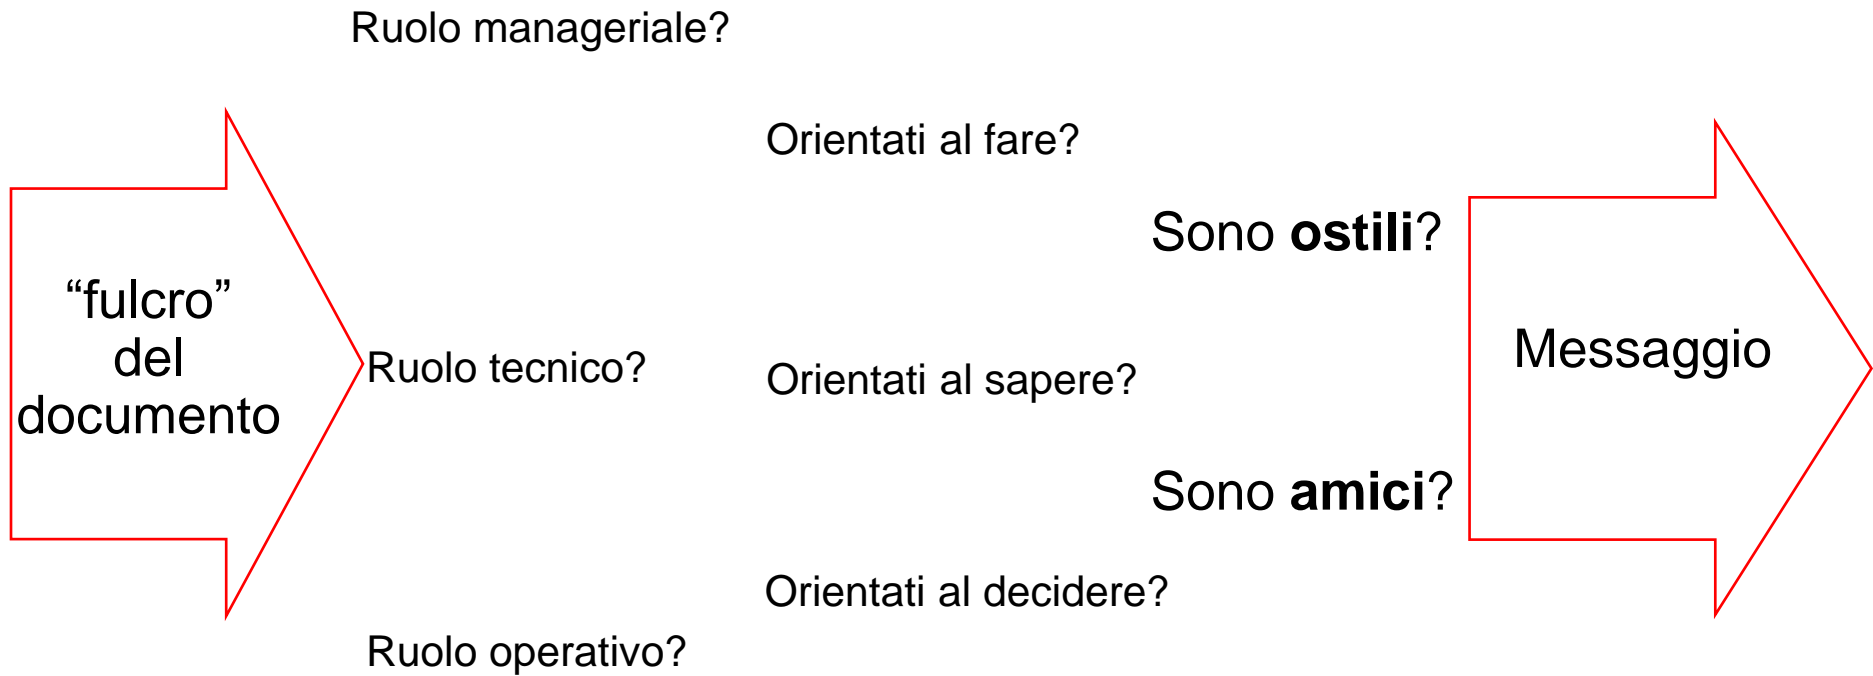 Ruolo manageriale?
Orientati al fare?
Sono ostili?
“fulcro”
del
documento
Ruolo tecnico?
Orientati al sapere?
Messaggio
Sono amici?
Orientati al decidere?
Ruolo operativo?